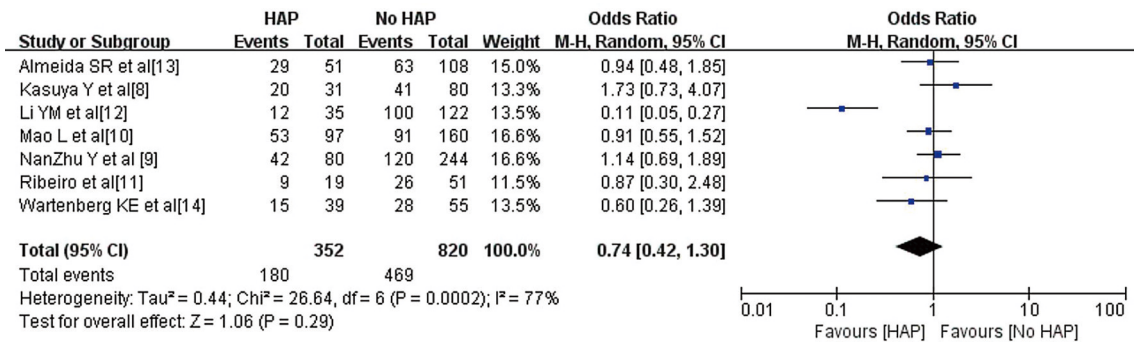 HAP No HAP Odds Ratio Odds Ratio
Study or Subgroup Events Total Events Total Weight M-H, Random, 95% CI M-H, Random, 95% CI
Almeida SR et al[13] 29 51 63 108 15.0% 0.94 [0.48, 1.85]
Kasuya Y et al[8] 20 31 41 80 13.3% 1.73 [0.73, 4.07]
Li YM et al[12] 12 35 100 122 13.5% 0.11 [0.05, 0.27]
Mao L et al[10] 53 97 91 160 16.6% 0.91 [0.55, 1.52]
NanZhu Y et al [9] 42 80 120 244 16.6% 1.14 [0.69, 1.89]
Ribeiro et al[11] 9 19 26 51 11.5% 0.87 [0.30, 2.48]
Wartenberg KE et al[14] 15 39 28 55 13.5% 0.60 [0.26, 1.39]
Total (95% CI) 352 820 100.0% 0.74 [0.42, 1.30]
Total events 180 469
Heterogeneity: Tau² = 0.44; Chi² = 26.64, df = 6 (P = 0.0002); I² = 77%
Test for overall effect: Z = 1.06 (P = 0.29)
0.01 0.1 1 10 100
Favours [HAP] Favours [No HAP]